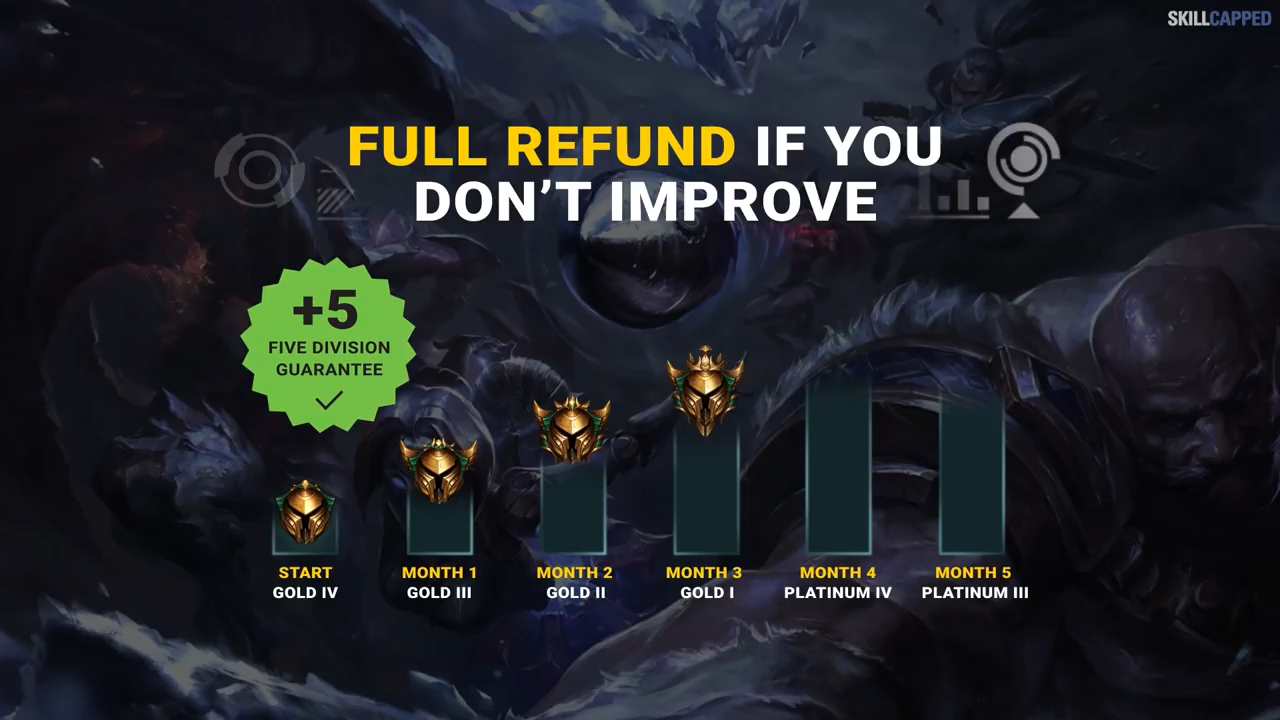 SKILLCAPPED
FULL REFUND IF YOU
DON'T IMPROVE
+5
FIVE DIVISION
GUARANTEE
START
GOLD IV
MONTH 1
GOLD III
MONTH 2
GOLD II
MONTH 3
GOLD I
MONTH 4
PLATINUM IV
MONTH 5
PLATINUM III